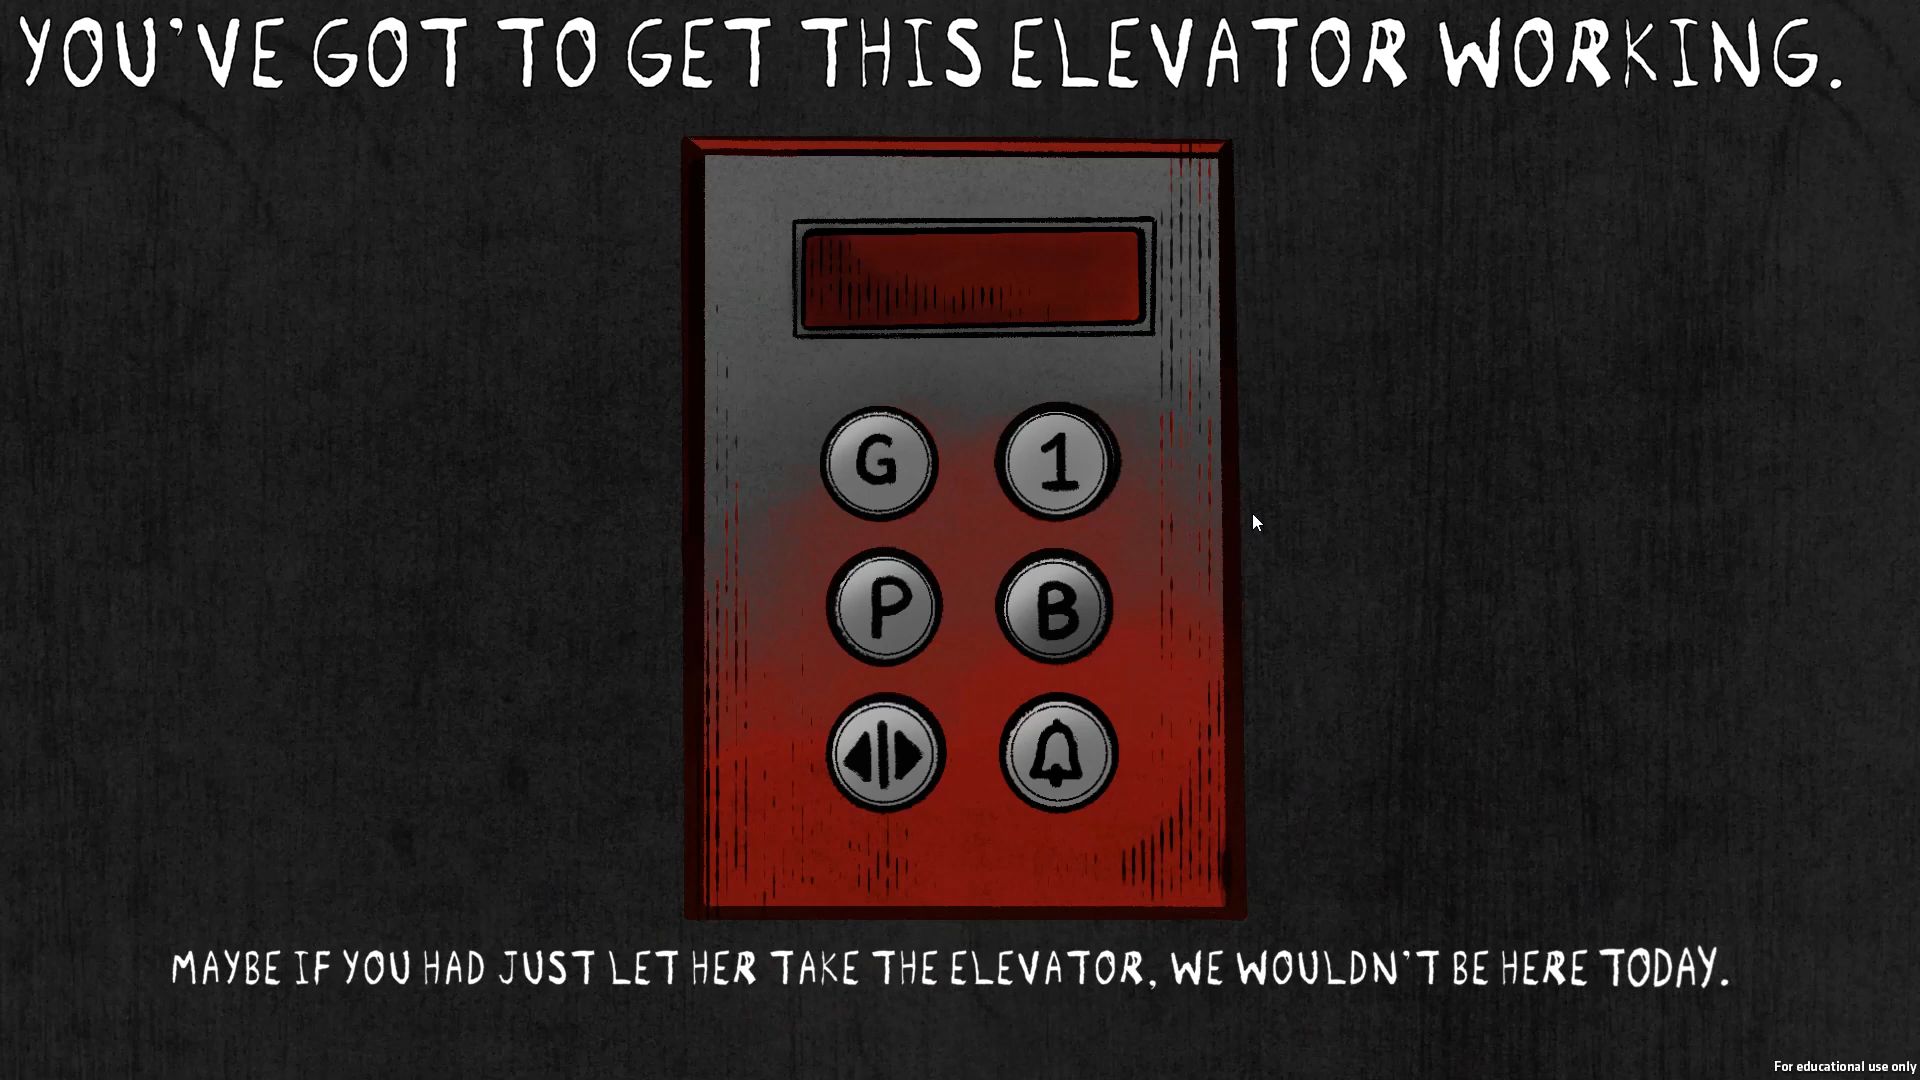 YOU'VE GOT TO GET THIS ELEVATOR WORKING.
G 1
P B
MAYBE IF YOU HAD JUST LET HER TAKE THE ELEVATOR, WE WOULDN'T BE HERE TODAY.
For educational use only